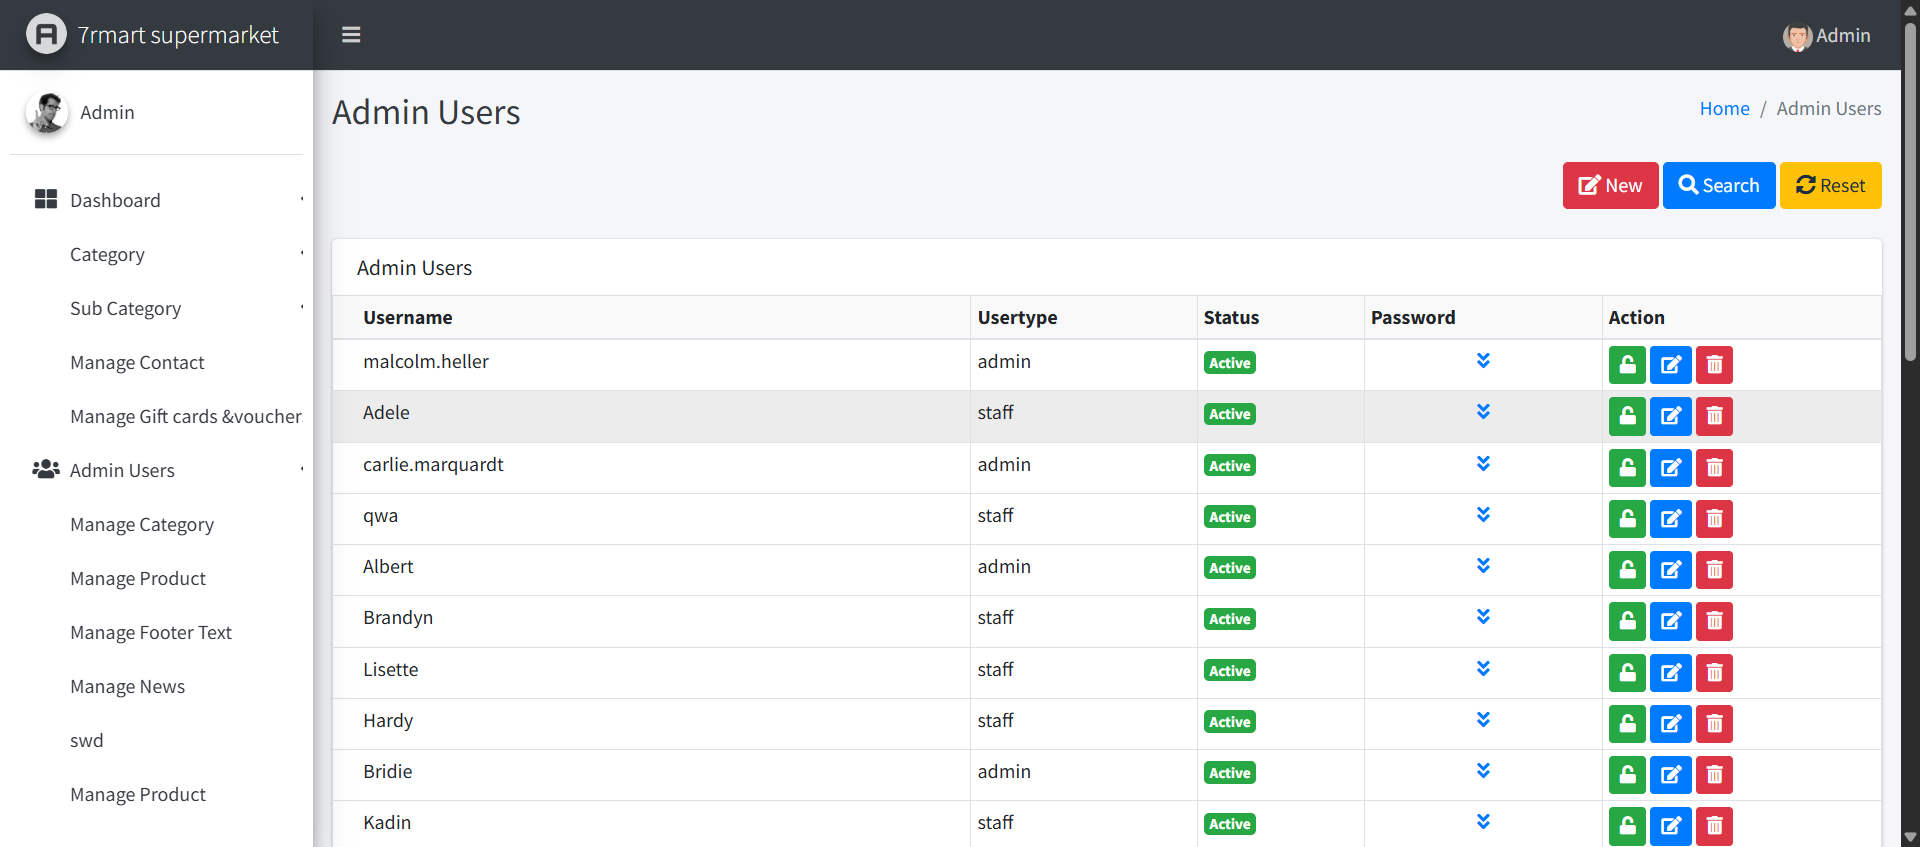 7rmart supermarket
Admin
Admin
Dashboard
Category
Sub Category
Manage Contact
Manage Gift cards &voucher
Admin Users
Manage Category
Manage Product
Manage Footer Text
Manage News
swd
Manage Product
Admin Users
Home / Admin Users
New Search Reset
Admin Users
Username Usertype Status Password Action
malcolm.heller admin Active
Adele staff Active
carlie.marquardt admin Active
qwa staff Active
Albert admin Active
Brandyn staff Active
Lisette staff Active
Hardy staff Active
Bridie admin Active
Kadin staff Active